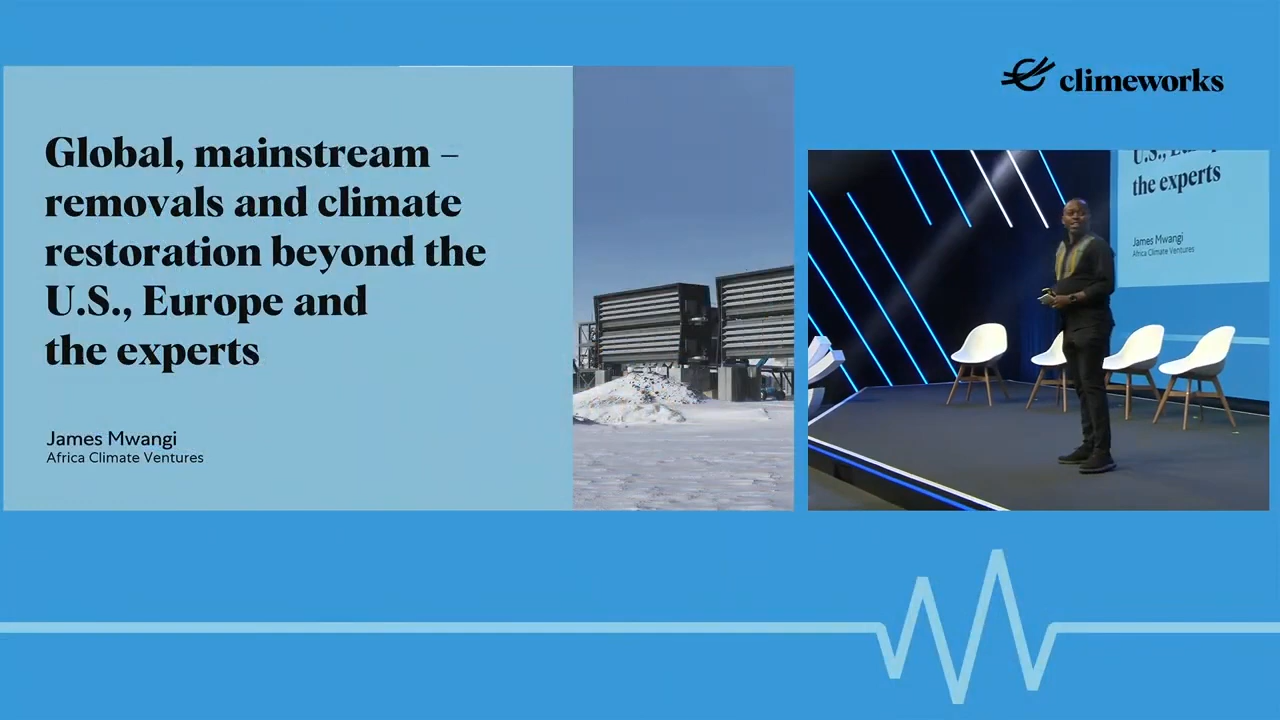 climeworks
Global, mainstream –
removals and climate
restoration beyond the
U.S., Europe and
the experts
James Mwangi
Africa Climate Ventures
U.S., Eu
the experts
James Mwangi
Africa Climate Ventures